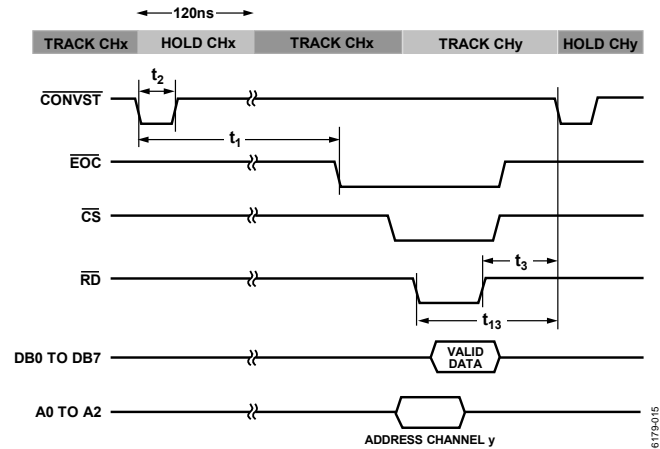 120ns
TRACK CHx HOLD CHx TRACK CHx TRACK CHy HOLD CHy
t2
CONVST
t1
EOC
CS
t3
RD
t13
DB0 TO DB7
VALID
DATA
A0 TO A2
ADDRESS CHANNEL y
6179-015